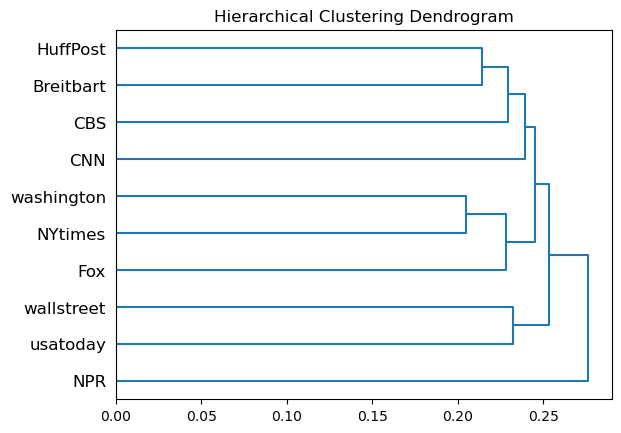 Hierarchical Clustering Dendrogram
HuffPost
Breitbart
CBS
CNN
washington
NYtimes
Fox
wallstreet
usatoday
NPR
0.00 0.05 0.10 0.15 0.20 0.25